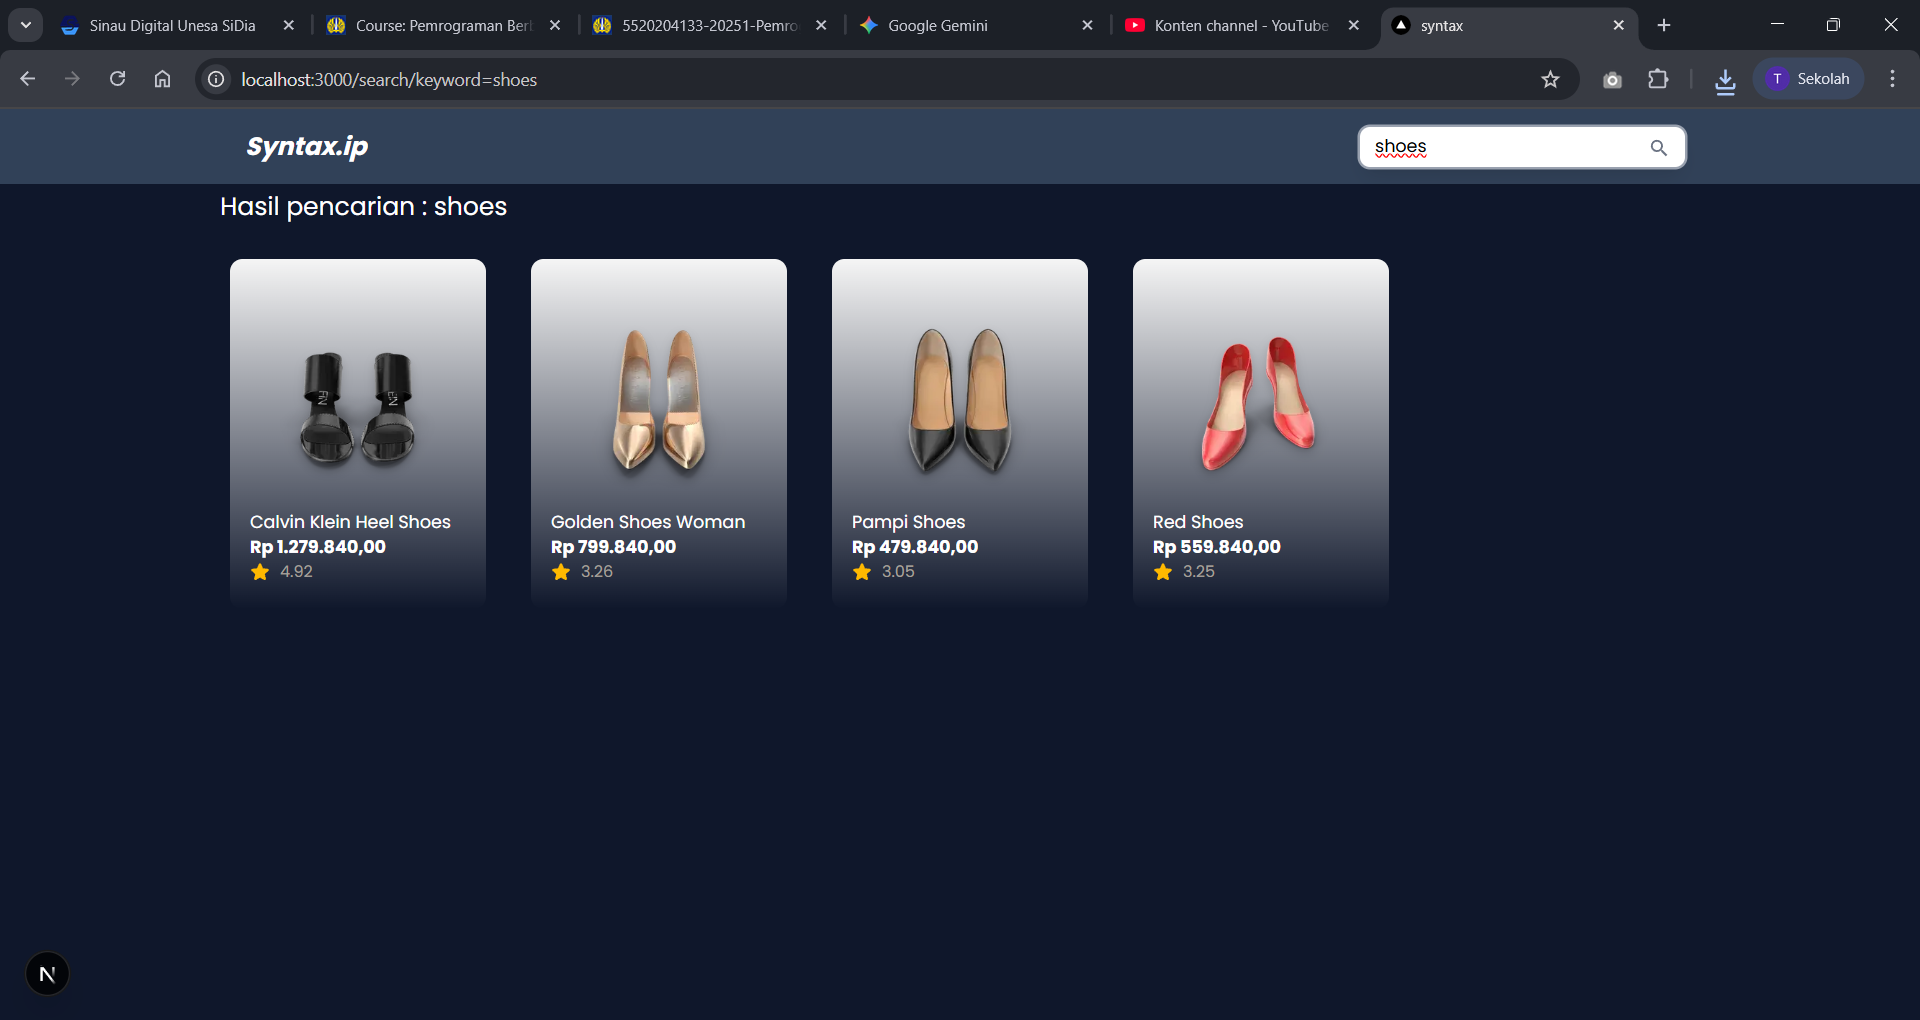 Sinau Digital Unesa SiDia
Course: Pemrograman Ber
5520204133-20251-Pemro
Google Gemini
Konten channel - YouTube
syntax
localhost:3000/search/keyword=shoes
T Sekolah
Syntax.ip
shoes
Hasil pencarian : shoes
Calvin Klein Heel Shoes
Rp 1.279.840,00
4.92
Golden Shoes Woman
Rp 799.840,00
3.26
Pampi Shoes
Rp 479.840,00
3.05
Red Shoes
Rp 559.840,00
3.25
N